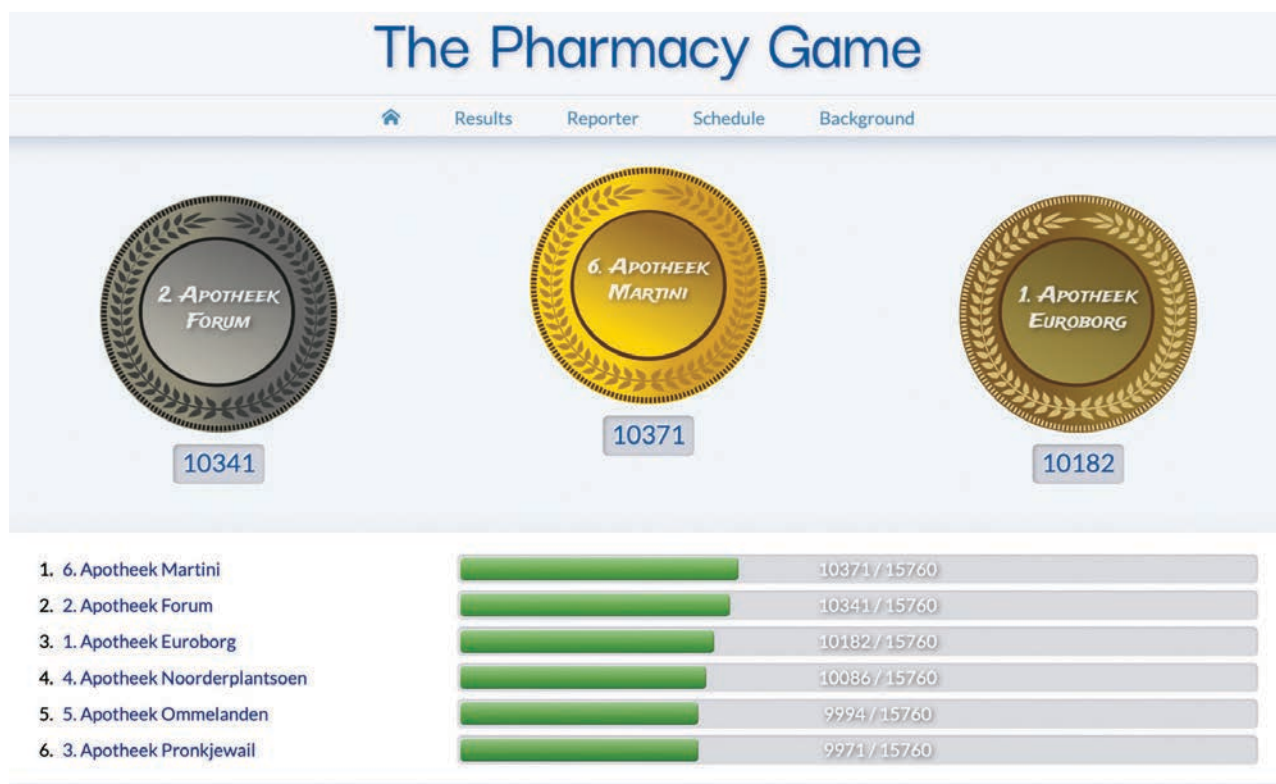 The Pharmacy Game
Results Reporter Schedule Background
2. APOTHEEK
FORUM
10341
6. APOTHEEK
MARTINI
10371
1. APOTHEEK
EUROBORG
10182
1. 6. Apotheek Martini 10371 / 15760
2. 2. Apotheek Forum 10341 / 15760
3. 1. Apotheek Euroborg 10182 / 15760
4. 4. Apotheek Noorderplantsoen 10086 / 15760
5. 5. Apotheek Ommelanden 9994 / 15760
6. 3. Apotheek Pronkjewail 9971 / 15760